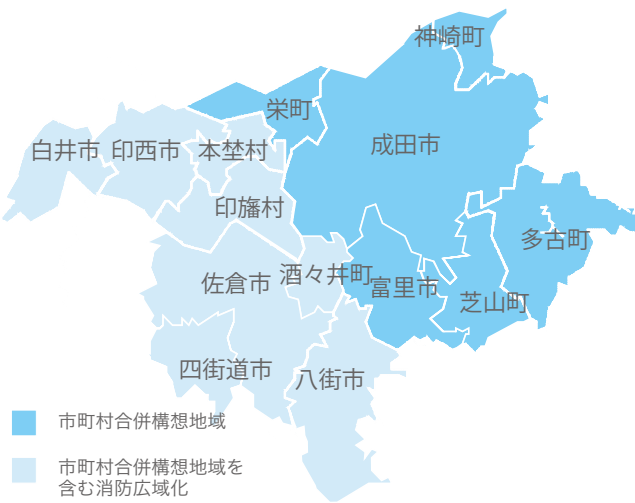 神崎町
栄町
成田市
白井市
印西市
本埜村
印旛村
多古町
佐倉市
酒々井町
富里市
芝山町
四街道市
八街市
市町村合併構想地域
市町村合併構想地域を
含む消防広域化